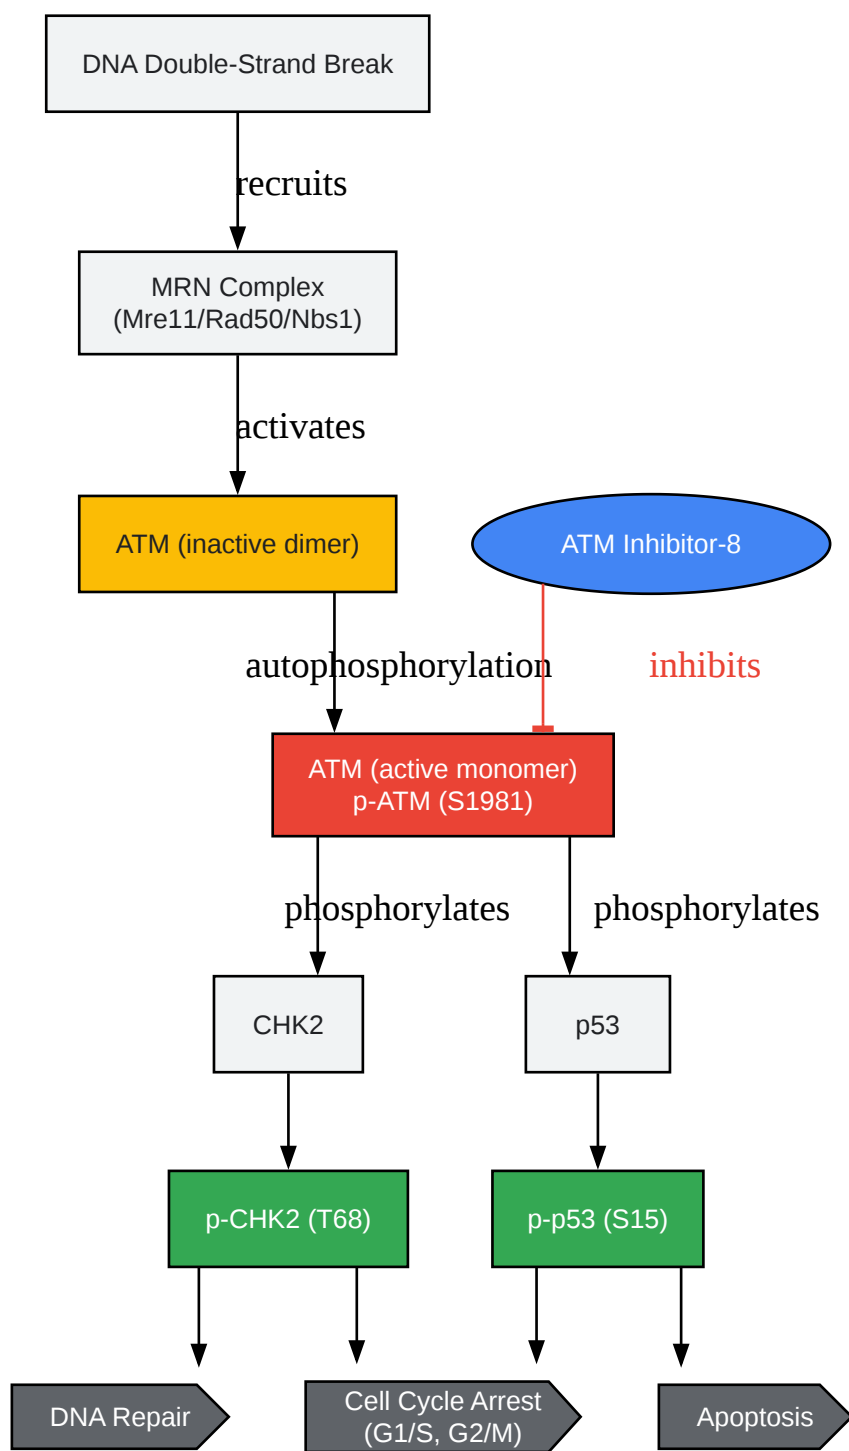 DNA Double-Strand Break
recruits
MRN Complex
(Mre11/Rad50/Nbs1)
activates
ATM (inactive dimer)
ATM Inhibitor-8
autophosphorylation
inhibits
ATM (active monomer)
p-ATM (S1981)
phosphorylates
phosphorylates
CHK2
p53
p-CHK2 (T68)
p-p53 (S15)
DNA Repair
Cell Cycle Arrest
(G1/S, G2/M)
Apoptosis